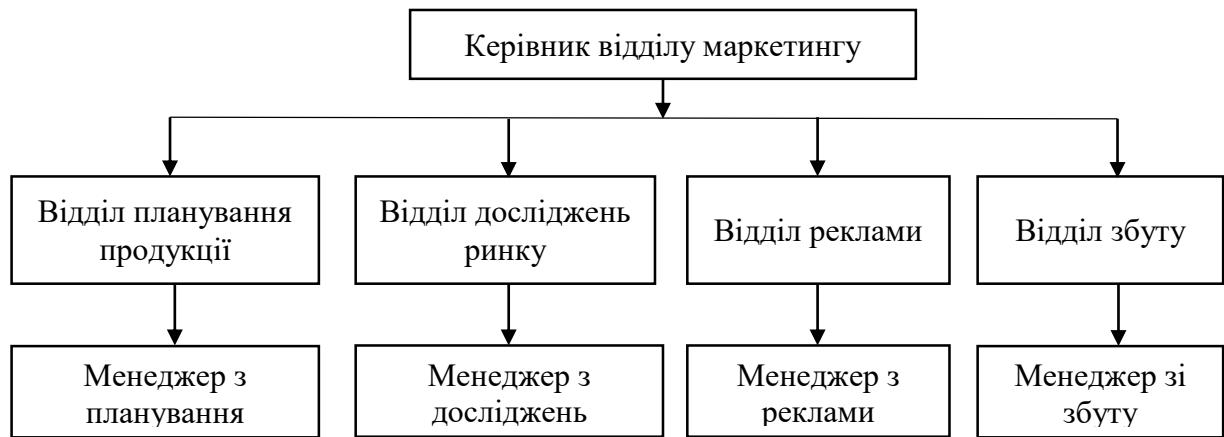 Керівник відділу маркетингу
Відділ планування
продукції
Відділ досліджень
ринку
Відділ реклами
Відділ збуту
Менеджер з
планування
Менеджер з
досліджень
Менеджер з
реклами
Менеджер зі
збуту